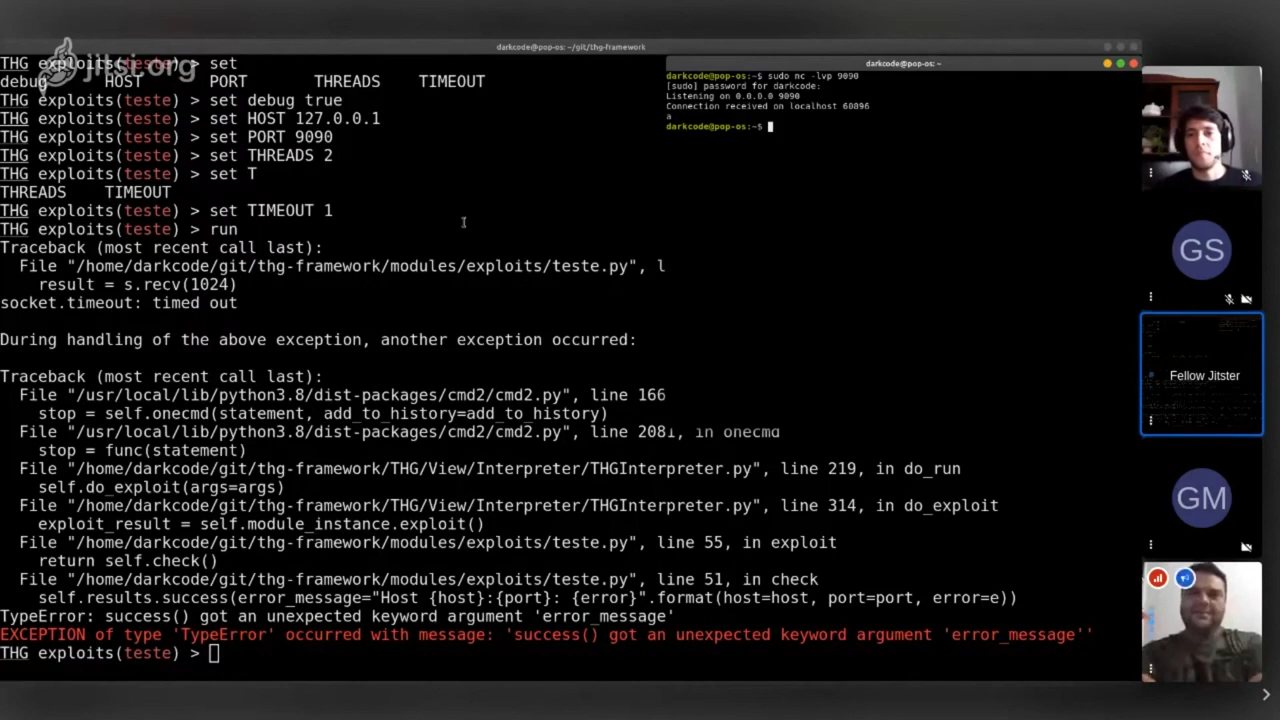 jitsi.org
darkcode@pop-os: ~/git/thg-framework
THG exploits(teste) > set
debug HOST PORT THREADS TIMEOUT
THG exploits(teste) > set debug true
THG exploits(teste) > set HOST 127.0.0.1
THG exploits(teste) > set PORT 9090
THG exploits(teste) > set THREADS 2
THG exploits(teste) > set T
THREADS TIMEOUT
THG exploits(teste) > set TIMEOUT 1
THG exploits(teste) > run
Traceback (most recent call last):
File "/home/darkcode/git/thg-framework/modules/exploits/teste.py", l
result = s.recv(1024)
socket.timeout: timed out
During handling of the above exception, another exception occurred:
Traceback (most recent call last):
File "/usr/local/lib/python3.8/dist-packages/cmd2/cmd2.py", line 166
stop = self.onecmd(statement, add_to_history=add_to_history)
File "/usr/local/lib/python3.8/dist-packages/cmd2/cmd2.py", line 2081, in onecmd
stop = func(statement)
File "/home/darkcode/git/thg-framework/THG/View/Interpreter/THGInterpreter.py", line 219, in do_run
self.do_exploit(args=args)
File "/home/darkcode/git/thg-framework/THG/View/Interpreter/THGInterpreter.py", line 314, in do_exploit
exploit_result = self.module_instance.exploit()
File "/home/darkcode/git/thg-framework/modules/exploits/teste.py", line 55, in exploit
return self.check()
File "/home/darkcode/git/thg-framework/modules/exploits/teste.py", line 51, in check
self.results.success(error_message="Host {host}:{port}: {error}".format(host=host, port=port, error=e))
TypeError: success() got an unexpected keyword argument 'error_message'
EXCEPTION of type 'TypeError' occurred with message: 'success() got an unexpected keyword argument 'error_message''
THG exploits(teste) >
darkcode@pop-os: ~
darkcode@pop-os:~$ sudo nc -lvp 9090
[sudo] password for darkcode:
Listening on 0.0.0.0 9090
Connection received on localhost 60896
a
darkcode@pop-os:~$
GS
Fellow Jitster
GM